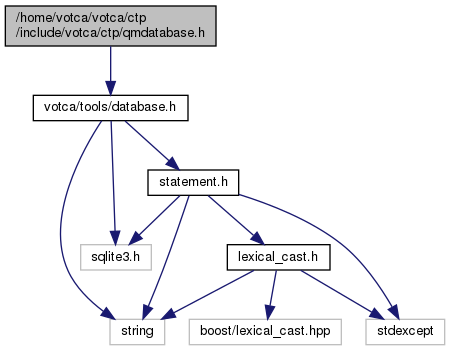 /home/votca/votca/ctp
/include/votca/ctp/qmdatabase.h
votca/tools/database.h
statement.h
sqlite3.h
lexical_cast.h
string
boost/lexical_cast.hpp
stdexcept